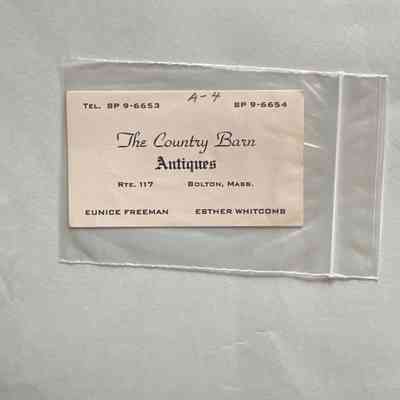 A-4
TEL. BP 9-6653 BP 9-6654
The Country Barn
Antiques
RTE. 117 BOLTON, MASS.
EUNICE FREEMAN ESTHER WHITCOMB